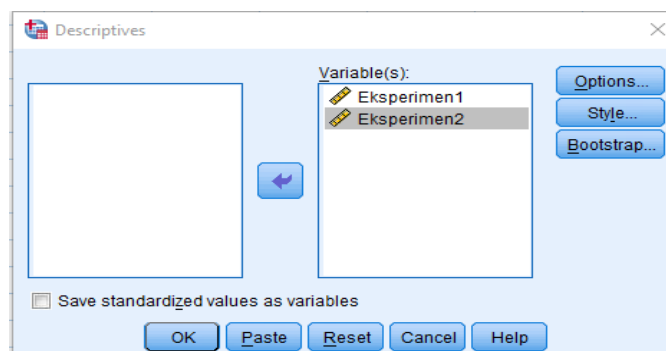 Descriptives
Variable(s):
Eksperimen1
Eksperimen2
Options...
Style...
Bootstrap...
Save standardized values as variables
OK Paste Reset Cancel Help